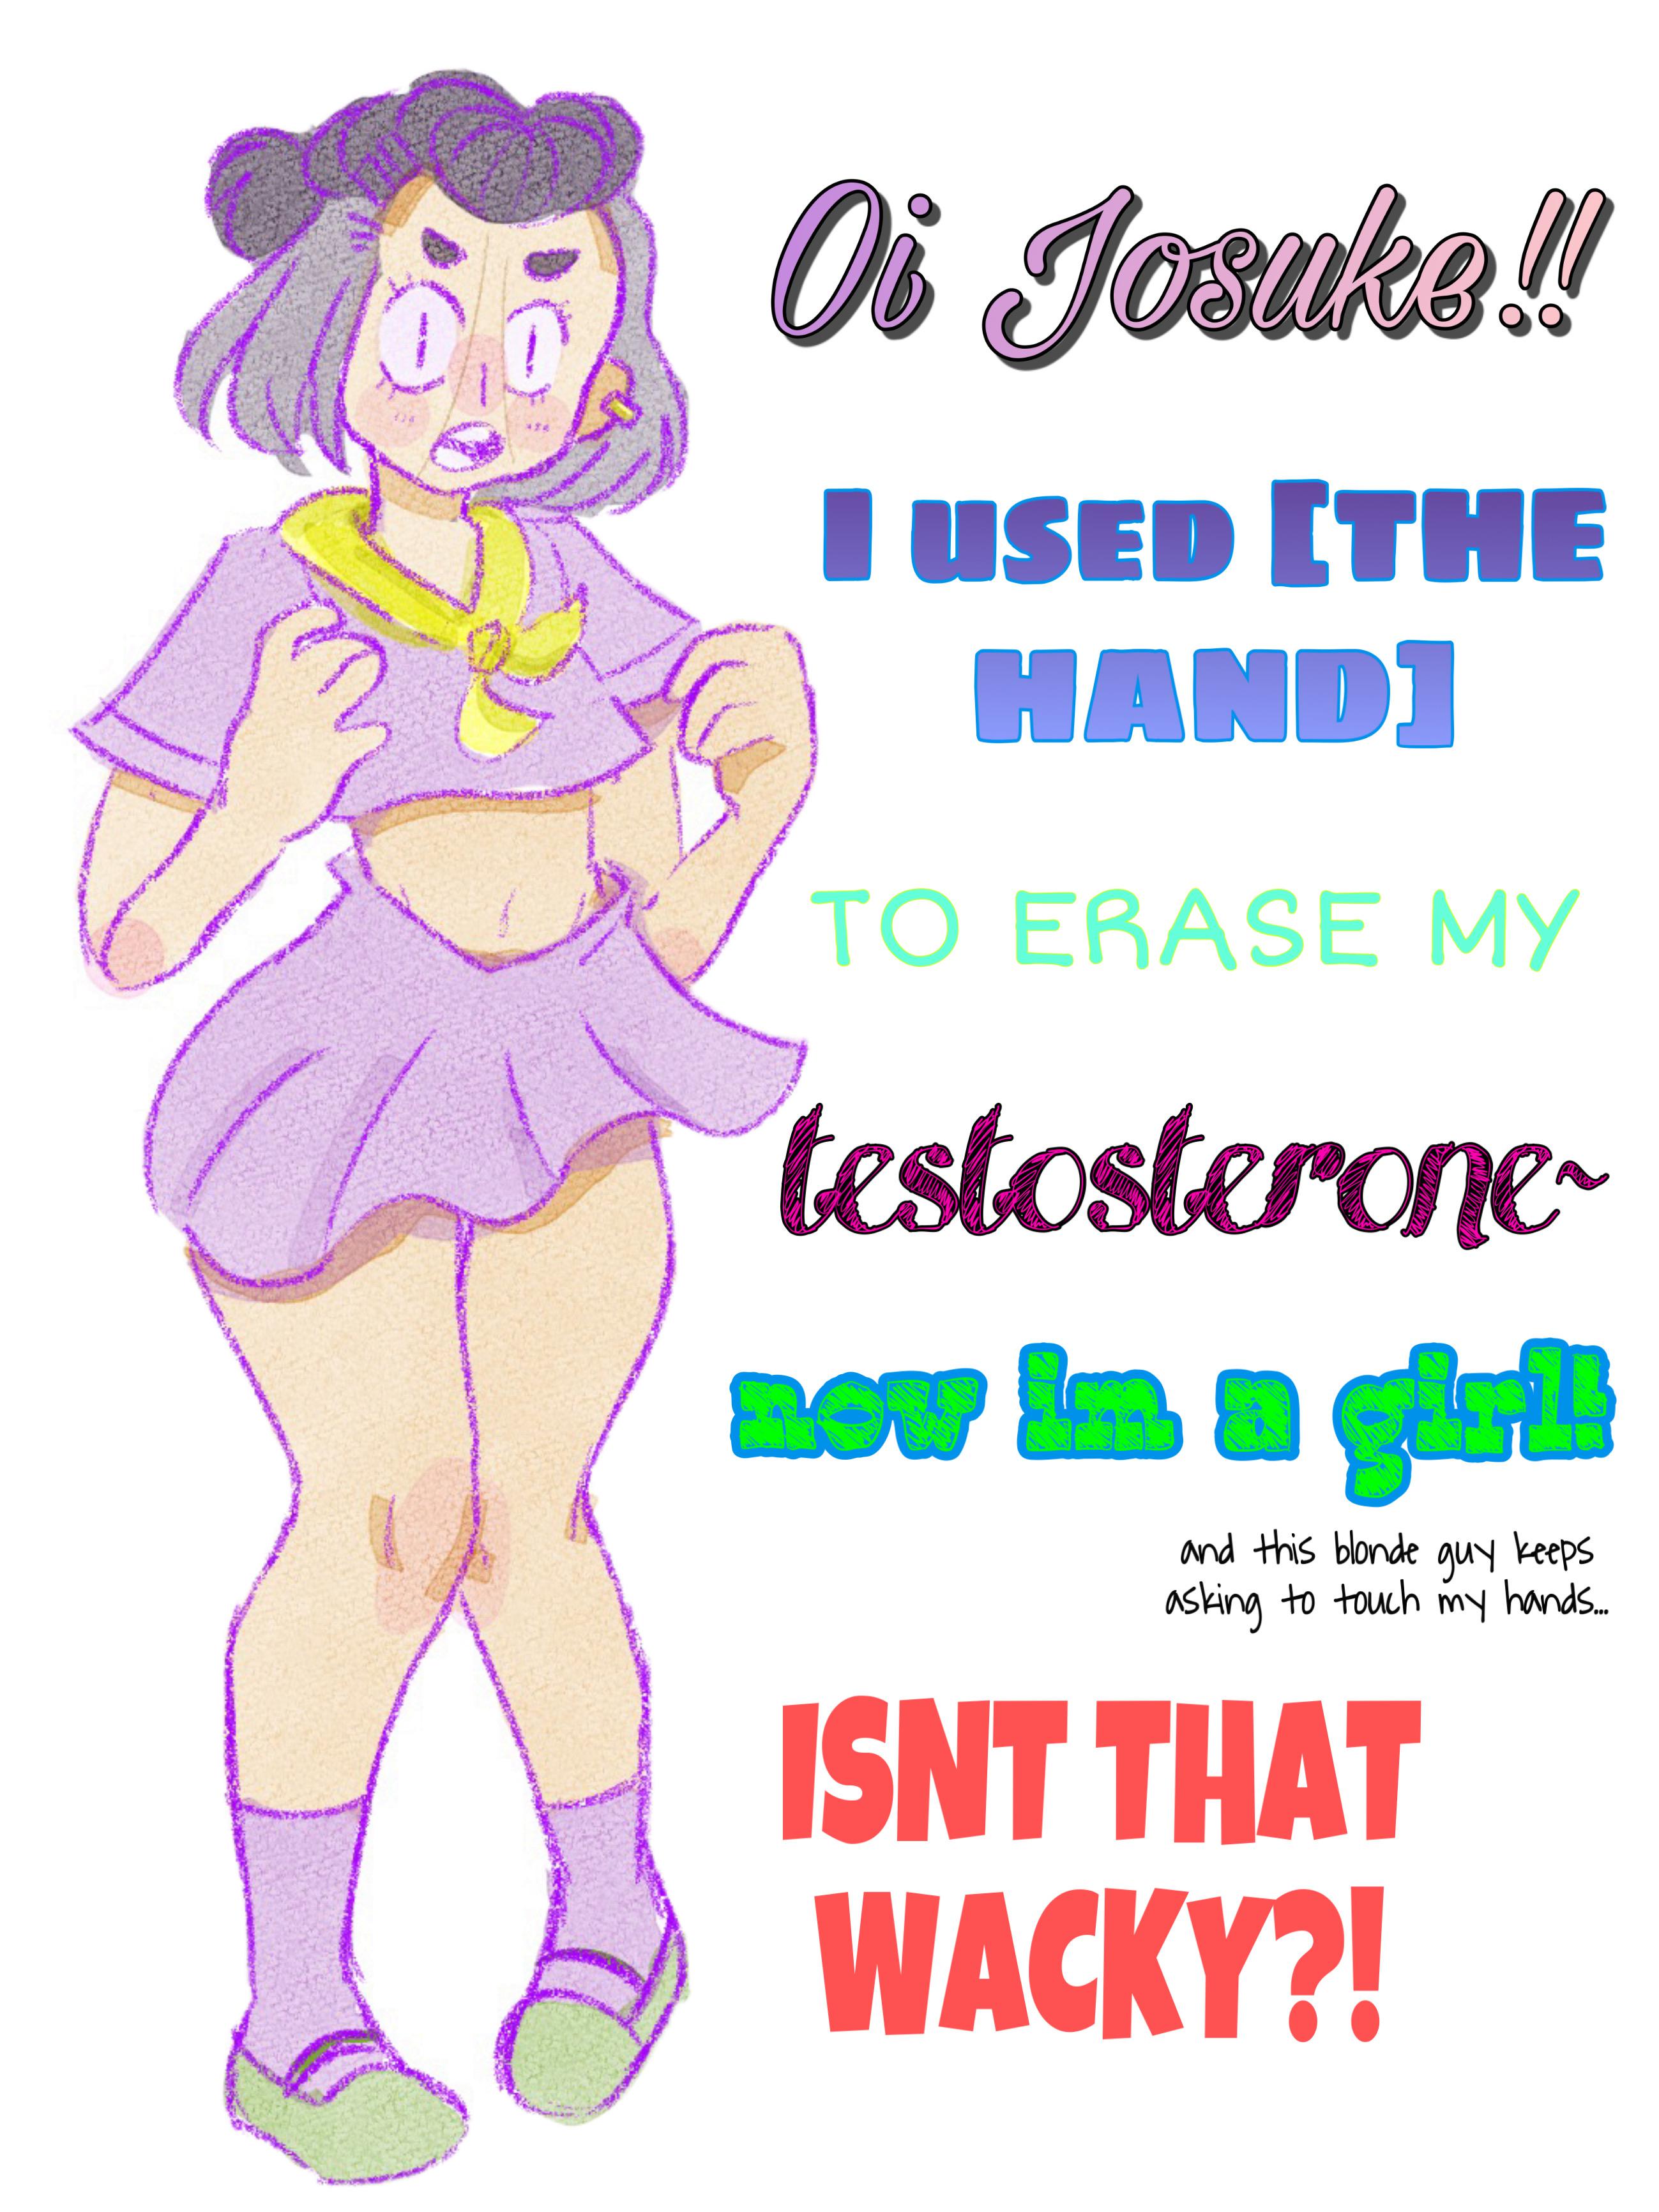 Oi Josuke!!
I USED [THE
HAND]
TO ERASE MY
testosterone~
now im a girl!
and this blonde guy keeps
asking to touch my hands...
ISNT THAT
WACKY?!